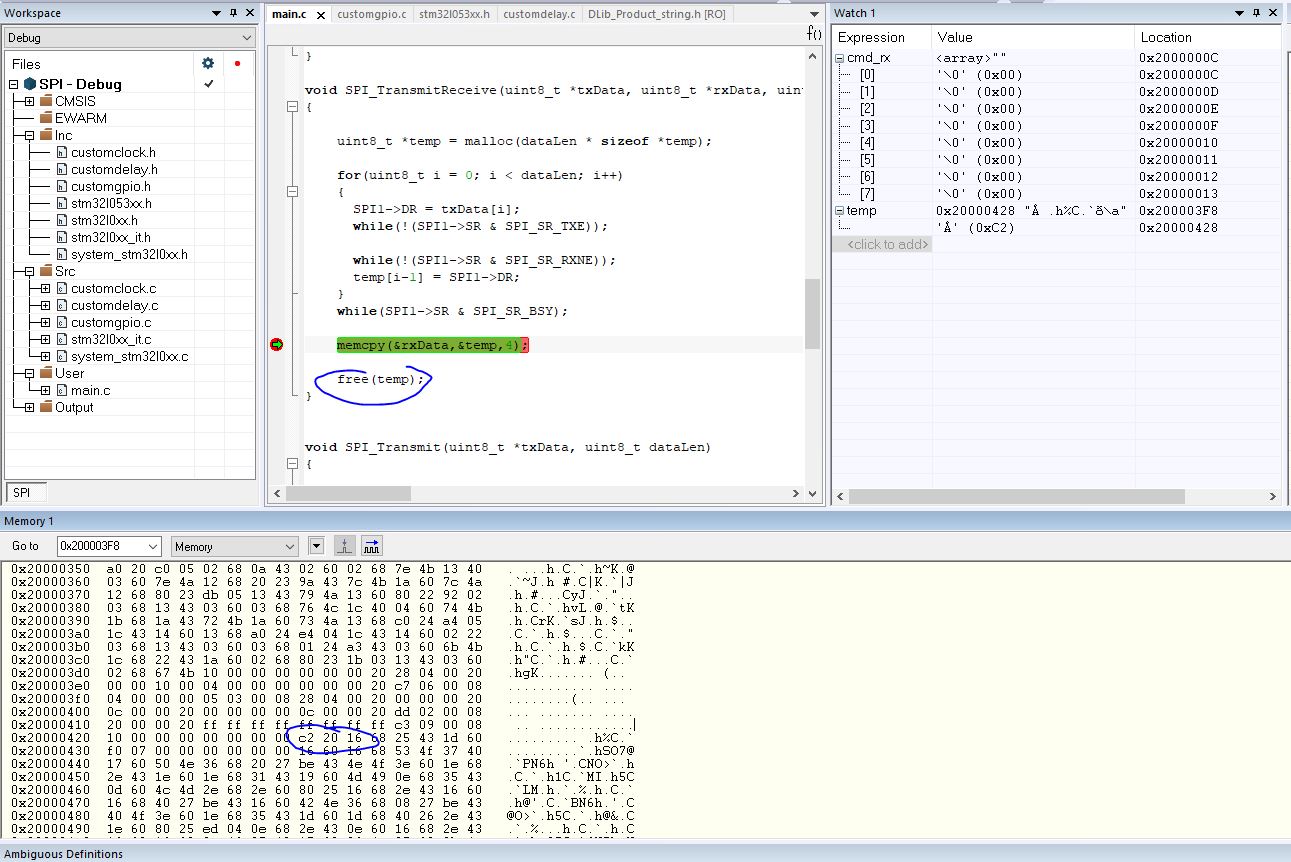 Workspace
Debug
Files
SPI - Debug
CMSIS
EWARM
Inc
customclock.h
customdelay.h
customgpio.h
stm32l053xx.h
stm32l0xx.h
stm32l0xx_it.h
system_stm32l0xx.h
Src
customclock.c
customdelay.c
customgpio.c
stm32l0xx_it.c
system_stm32l0xx.c
User
main.c
Output
SPI
main.c customgpio.c stm32l053xx.h customdelay.c DLib_Product_string.h [RO]
f()
}
void SPI_TransmitReceive(uint8_t *txData, uint8_t *rxData, uin
{
uint8_t *temp = malloc(dataLen * sizeof *temp);
for(uint8_t i = 0; i < dataLen; i++)
{
SPI1->DR = txData[i];
while(!(SPI1->SR & SPI_SR_TXE));
while(!(SPI1->SR & SPI_SR_RXNE));
temp[i-1] = SPI1->DR;
}
while(SPI1->SR & SPI_SR_BSY);
memcpy(&rxData,&temp,4);
free(temp);
}
void SPI_Transmit(uint8_t *txData, uint8_t dataLen)
{
Watch 1
Expression Value Location
cmd_rx <array>"" 0x2000000C
[0] '\0' (0x00) 0x2000000C
[1] '\0' (0x00) 0x2000000D
[2] '\0' (0x00) 0x2000000E
[3] '\0' (0x00) 0x2000000F
[4] '\0' (0x00) 0x20000010
[5] '\0' (0x00) 0x20000011
[6] '\0' (0x00) 0x20000012
[7] '\0' (0x00) 0x20000013
temp 0x20000428 "Â .h%C.`ð\a" 0x200003F8
'Â' (0xC2) 0x20000428
<click to add>
Memory 1
Go to 0x200003F8 Memory
0x20000350 a0 20 c0 05 02 68 0a 43 02 60 02 68 7e 4b 13 40 . ...h.C.`.h~K.@
0x20000360 03 60 7e 4a 12 68 20 23 9a 43 7c 4b 1a 60 7c 4a .`~J.h #.C|K.`|J
0x20000370 12 68 80 23 db 05 13 43 79 4a 13 60 80 22 92 02 .h.#...CyJ.`."..
0x20000380 03 68 13 43 03 60 03 68 76 4c 1c 40 04 60 74 4b .h.C.`.hvL.@.`tK
0x20000390 1b 68 1a 43 72 4b 1a 60 73 4a 13 68 c0 24 a4 05 .h.CrK.`sJ.h.$..
0x200003a0 1c 43 14 60 13 68 a0 24 e4 04 1c 43 14 60 02 22 .C.`.h.$...C.`."
0x200003b0 03 68 13 43 03 60 03 68 01 24 a3 43 03 60 6b 4b .h.C.`.h.$.C.`kK
0x200003c0 1c 68 22 43 1a 60 02 68 80 23 1b 03 13 43 03 60 .h"C.`.h.#...C.`
0x200003d0 02 68 67 4b 10 00 00 00 00 00 00 20 28 04 00 20 .hgK....... (..
0x200003e0 00 00 10 00 04 00 00 00 00 00 00 20 c7 06 00 08 ........... ....
0x200003f0 04 00 00 00 05 03 00 08 28 04 00 20 00 00 00 20 ........(.. ...
0x20000400 0c 00 00 20 00 00 00 00 0c 00 00 20 dd 02 00 08 ... ....... ....
0x20000410 20 00 00 20 ff ff ff ff ff ff ff ff c3 09 00 08
0x20000420 10 00 00 00 00 00 00 00 c2 20 16 68 25 43 1d 60
0x20000430 f0 07 00 00 00 00 00 00 16 60 16 68 53 4f 37 40 .........`.hSO7@
0x20000440 17 60 50 4e 36 68 20 27 be 43 4e 4f 3e 60 1e 68 .`PN6h '.CNO>`.h
0x20000450 2e 43 1e 60 1e 68 31 43 19 60 4d 49 0e 68 35 43 .C.`.h1C.`MI.h5C
0x20000460 0d 60 4c 4d 2e 68 2e 60 80 25 16 68 2e 43 16 60 .`LM.h.`.%.h.C.`
0x20000470 16 68 40 27 be 43 16 60 42 4e 36 68 08 27 be 43 .h@'.C.`BN6h.'.C
0x20000480 40 4f 3e 60 1e 68 35 43 1d 60 1d 68 40 26 2e 43 @O>`.h5C.`.h@&.C
0x20000490 1e 60 80 25 ed 04 0e 68 2e 43 0e 60 16 68 2e 43 .`.%...h.C.`.h.C
Ambiguous Definitions